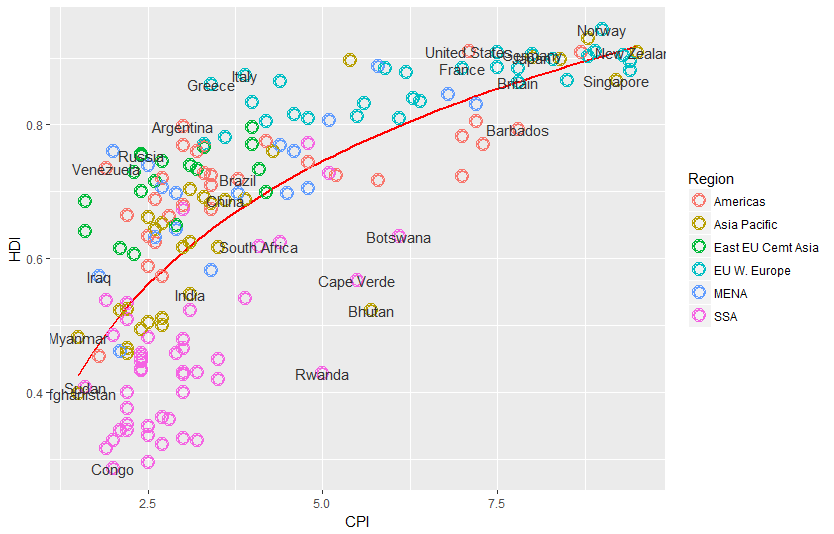 Norway
United States
Germany
Japan
New Zealan
France
Britain
Singapore
Italy
Greece
Argentina
Barbados
Russia
Venezuela
Brazil
China
South Africa
Botswana
Iraq
India
Cape Verde
Bhutan
Myanmar
Sudan
fghanistan
Rwanda
Congo
0.8
0.6
0.4
2.5
5.0
7.5
HDI
CPI
Region
Americas
Asia Pacific
East EU Cemt Asia
EU W. Europe
MENA
SSA